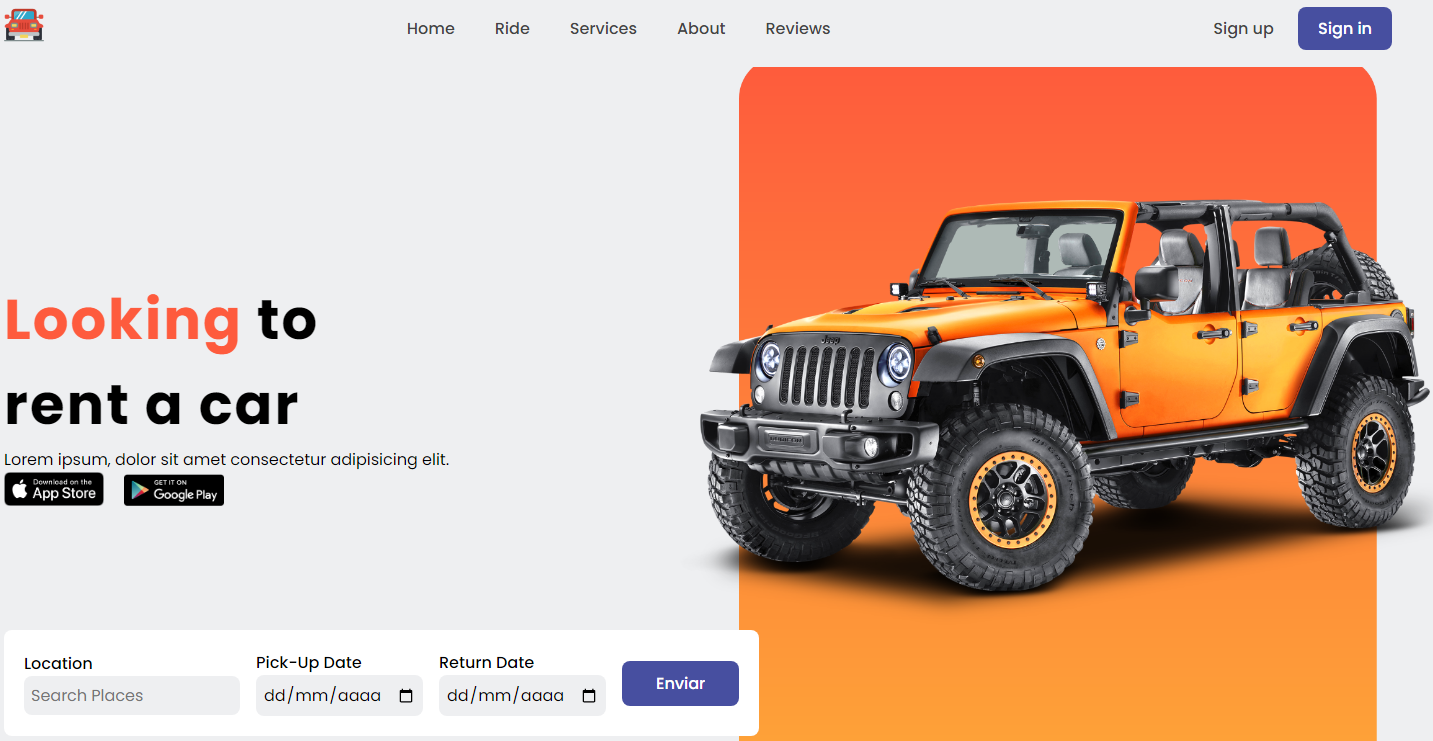 Home Ride Services About Reviews Sign up Sign in
Looking to
rent a car
Lorem ipsum, dolor sit amet consectetur adipisicing elit.
Download on the
App Store
GET IT ON
Google Play
Location Pick-Up Date Return Date
Search Places dd/mm/aaaa dd/mm/aaaa Enviar
Jeep